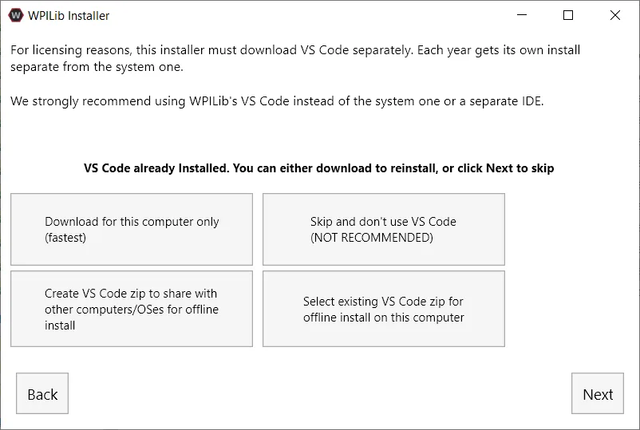 WPILib Installer
For licensing reasons, this installer must download VS Code separately. Each year gets its own install
separate from the system one.
We strongly recommend using WPILib's VS Code instead of the system one or a separate IDE.
VS Code already Installed. You can either download to reinstall, or click Next to skip
Download for this computer only
(fastest)
Skip and don't use VS Code
(NOT RECOMMENDED)
Create VS Code zip to share with
other computers/OSes for offline
install
Select existing VS Code zip for
offline install on this computer
Back
Next